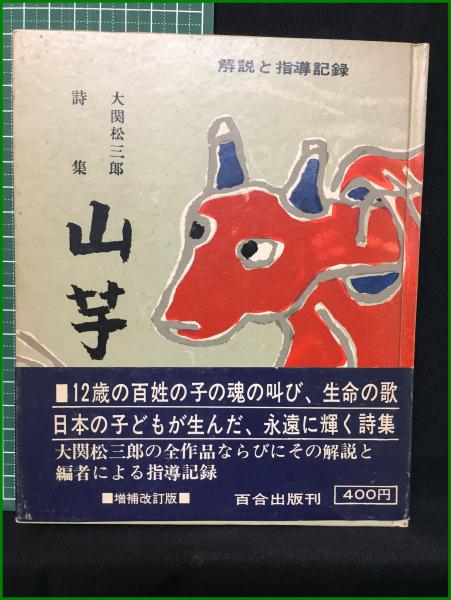 解説と指導記録
大関松三郎
詩集
山芋
■12歳の百姓の子の魂の叫び、生命の歌
日本の子どもが生んだ、永遠に輝く詩集
大関松三郎の全作品ならびにその解説と
編者による指導記録
■増補改訂版■
百合出版刊
400円